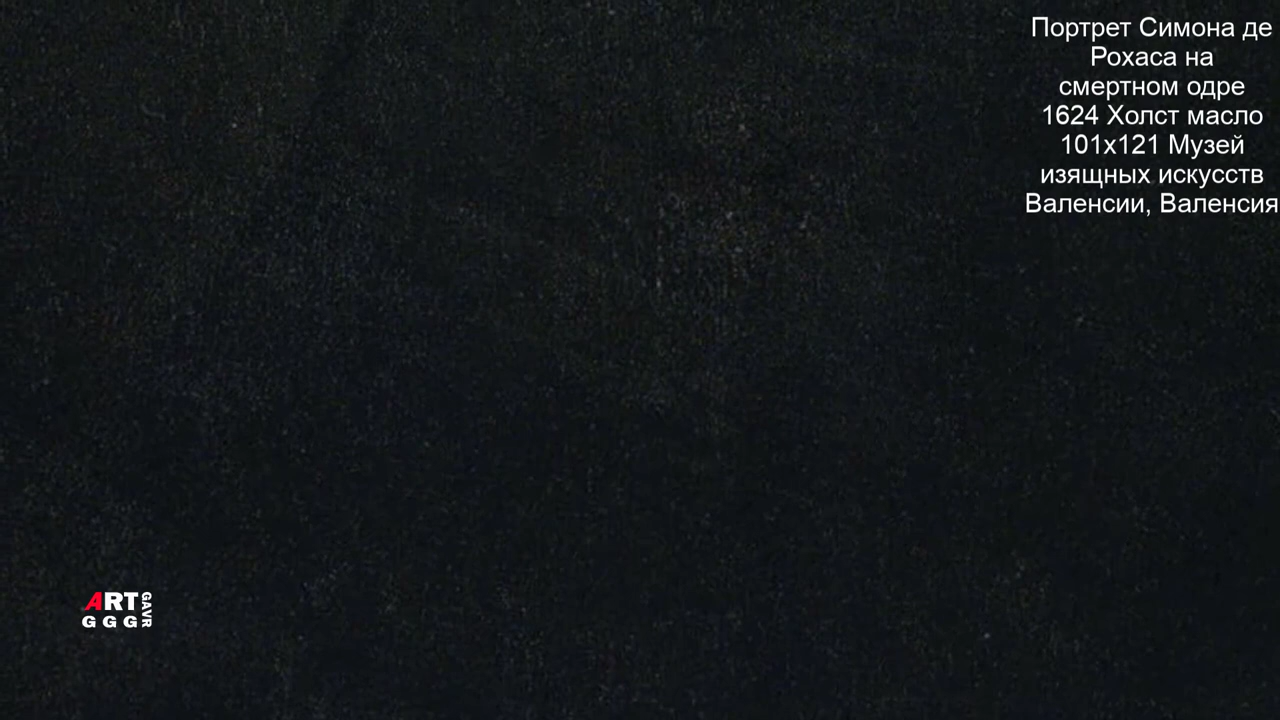 Портрет Симона де
Рохаса на
смертном одре
1624 Холст масло
101x121 Музей
изящных искусств
Валенсии, Валенсия
ART GAVR
GGG